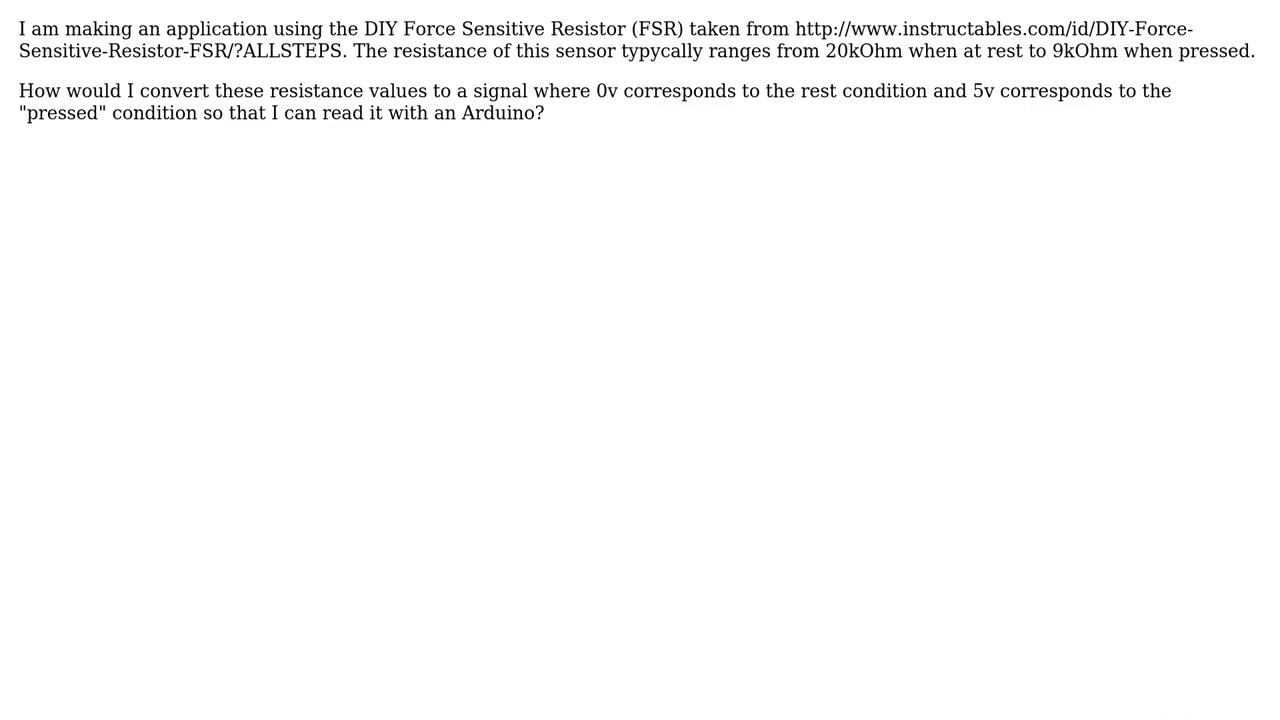 I am making an application using the DIY Force Sensitive Resistor (FSR) taken from http://www.instructables.com/id/DIY-Force-
Sensitive-Resistor-FSR/?ALLSTEPS. The resistance of this sensor typycally ranges from 20kOhm when at rest to 9kOhm when pressed.
How would I convert these resistance values to a signal where 0v corresponds to the rest condition and 5v corresponds to the
"pressed" condition so that I can read it with an Arduino?